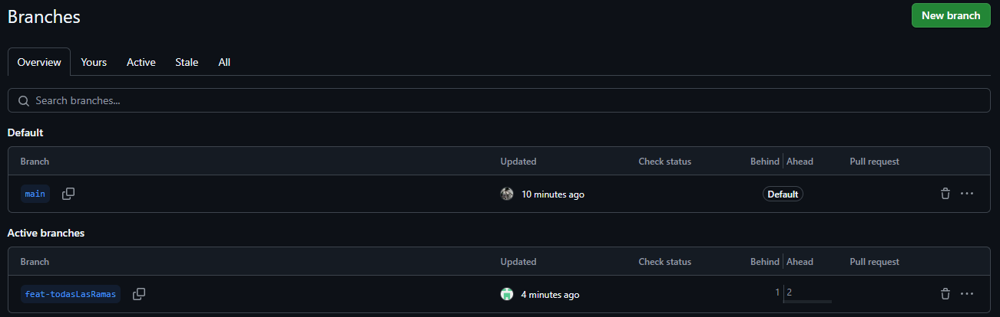 Branches
New branch
Overview Yours Active Stale All
Search branches...
Default
Branch Updated Check status Behind Ahead Pull request
main 10 minutes ago Default
Active branches
Branch Updated Check status Behind Ahead Pull request
feat-todasLasRamas 4 minutes ago 1 2